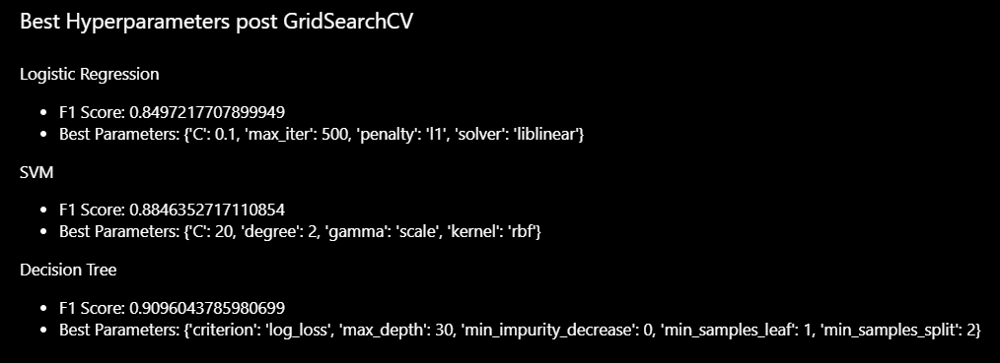 Best Hyperparameters post GridSearchCV
Logistic Regression
• F1 Score: 0.8497217707899949
• Best Parameters: {'C': 0.1, 'max_iter': 500, 'penalty': 'l1', 'solver': 'liblinear'}
SVM
• F1 Score: 0.8846352717110854
• Best Parameters: {'C': 20, 'degree': 2, 'gamma': 'scale', 'kernel': 'rbf'}
Decision Tree
• F1 Score: 0.9096043785980699
• Best Parameters: {'criterion': 'log_loss', 'max_depth': 30, 'min_impurity_decrease': 0, 'min_samples_leaf': 1, 'min_samples_split': 2}